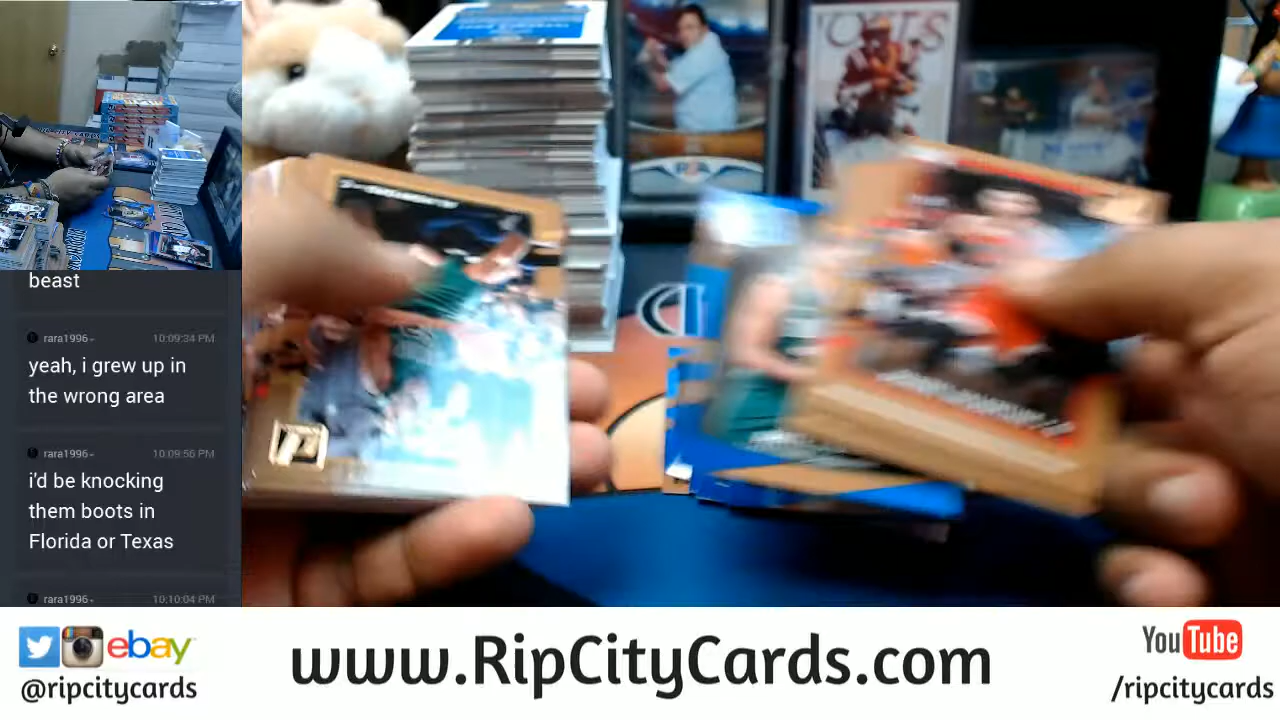 beast
rara1996
10:09:34 PM
yeah, i grew up in
the wrong area
rara1996
10:09:56 PM
i'd be knocking
them boots in
Florida or Texas
rara1996
10:10:04 PM
ebay
@ripcitycards
www.RipCityCards.com
YouTube
/ripcitycards